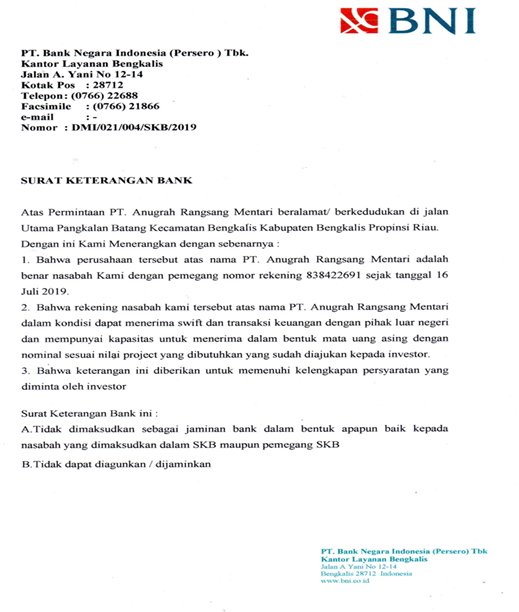 BNI
PT. Bank Negara Indonesia (Persero ) Tbk.
Kantor Layanan Bengkalis
Jalan A. Yani No 12-14
Kotak Pos : 28712
Telepon : (0766) 22688
Facsimile : (0766) 21866
e-mail : -
Nomor : DMI/021/004/SKB/2019
SURAT KETERANGAN BANK
Atas Permintaan PT. Anugrah Rangsang Mentari beralamat/ berkedudukan di jalan
Utama Pangkalan Batang Kecamatan Bengkalis Kabupaten Bengkalis Propinsi Riau.
Dengan ini Kami Menerangkan dengan sebenarnya :
1. Bahwa perusahaan tersebut atas nama PT. Anugrah Rangsang Mentari adalah
benar nasabah Kami dengan pemegang nomor rekening 838422691 sejak tanggal 16
Juli 2019.
2. Bahwa rekening nasabah kami tersebut atas nama PT. Anugrah Rangsang Mentari
dalam kondisi dapat menerima swift dan transaksi keuangan dengan pihak luar negeri
dan mempunyai kapasitas untuk menerima dalam bentuk mata uang asing dengan
nominal sesuai nilai project yang dibutuhkan yang sudah diajukan kepada investor.
3. Bahwa keterangan ini diberikan untuk memenuhi kelengkapan persyaratan yang
diminta oleh investor
Surat Keterangan Bank ini :
A.Tidak dimaksudkan sebagai jaminan bank dalam bentuk apapun baik kepada
nasabah yang dimaksudkan dalam SKB maupun pemegang SKB
B.Tidak dapat diagunkan / dijaminkan
PT. Bank Negara Indonesia (Persero) Tbk
Kantor Layanan Bengkalis
Jalan A Yani No 12-14
Bengkalis 28712 Indonesia
www.bni.co.id